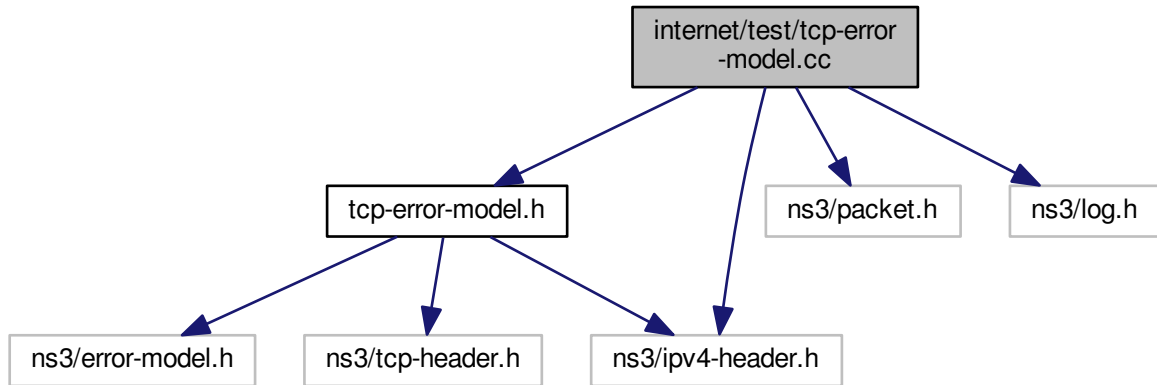 internet/test/tcp-error
-model.cc
tcp-error-model.h
ns3/packet.h
ns3/log.h
ns3/error-model.h
ns3/tcp-header.h
ns3/ipv4-header.h